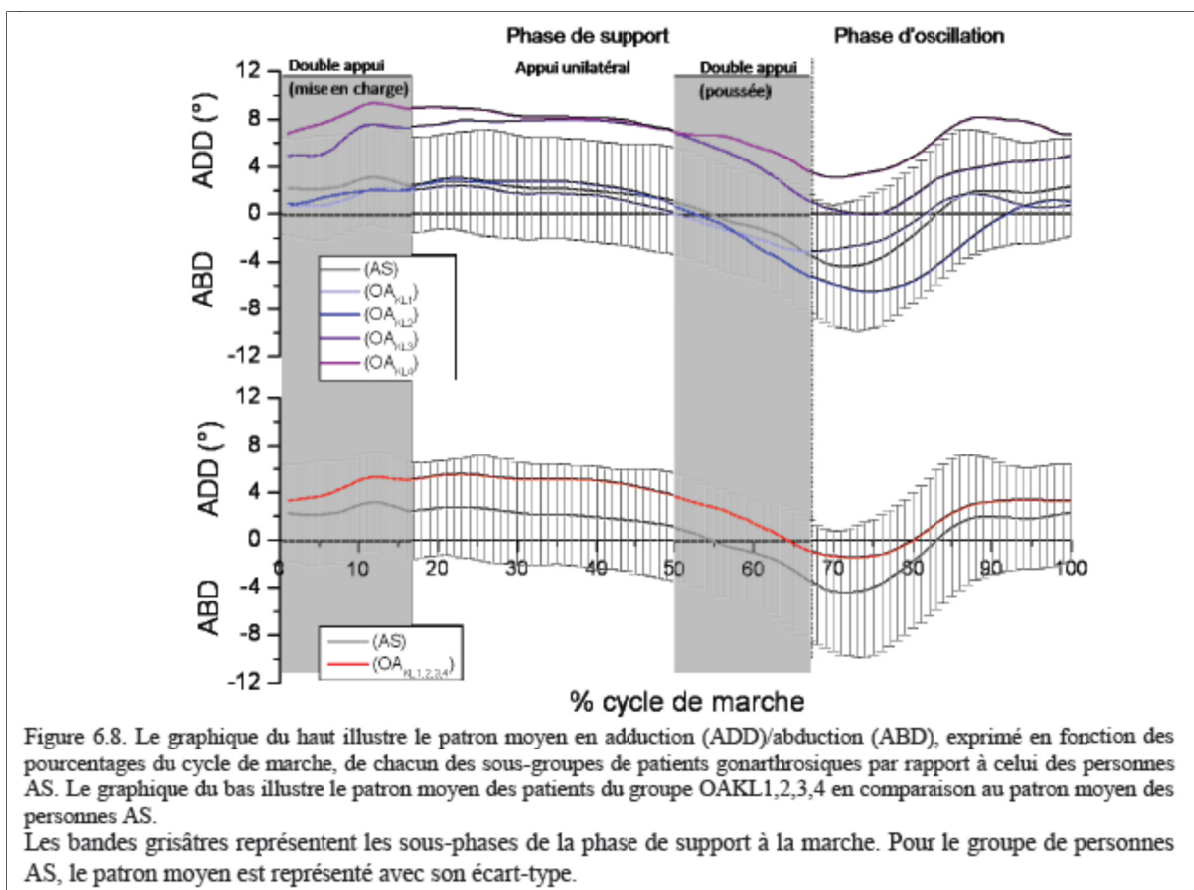 Phase de support
Phase d'oscillation
Double appui
(mise en charge)
Appui unilatéral
Double appui
(poussée)
12
8
4
0
-4
-8
-12
ADD (°)
ABD
(AS)
(OAKL1)
(OAKL2)
(OAKL3)
(OAKL4)
12
8
4
0
-4
-8
-12
ADD (°)
ABD
0 10 20 30 40 50 60 70 80 90 100
(AS)
(OAKL1,2,3,4)
% cycle de marche
Figure 6.8. Le graphique du haut illustre le patron moyen en adduction (ADD)/abduction (ABD), exprimé en fonction des
pourcentages du cycle de marche, de chacun des sous-groupes de patients gonarthrosiques par rapport à celui des personnes
AS. Le graphique du bas illustre le patron moyen des patients du groupe OAKL1,2,3,4 en comparaison au patron moyen des
personnes AS.
Les bandes grisâtres représentent les sous-phases de la phase de support à la marche. Pour le groupe de personnes
AS, le patron moyen est représenté avec son écart-type.